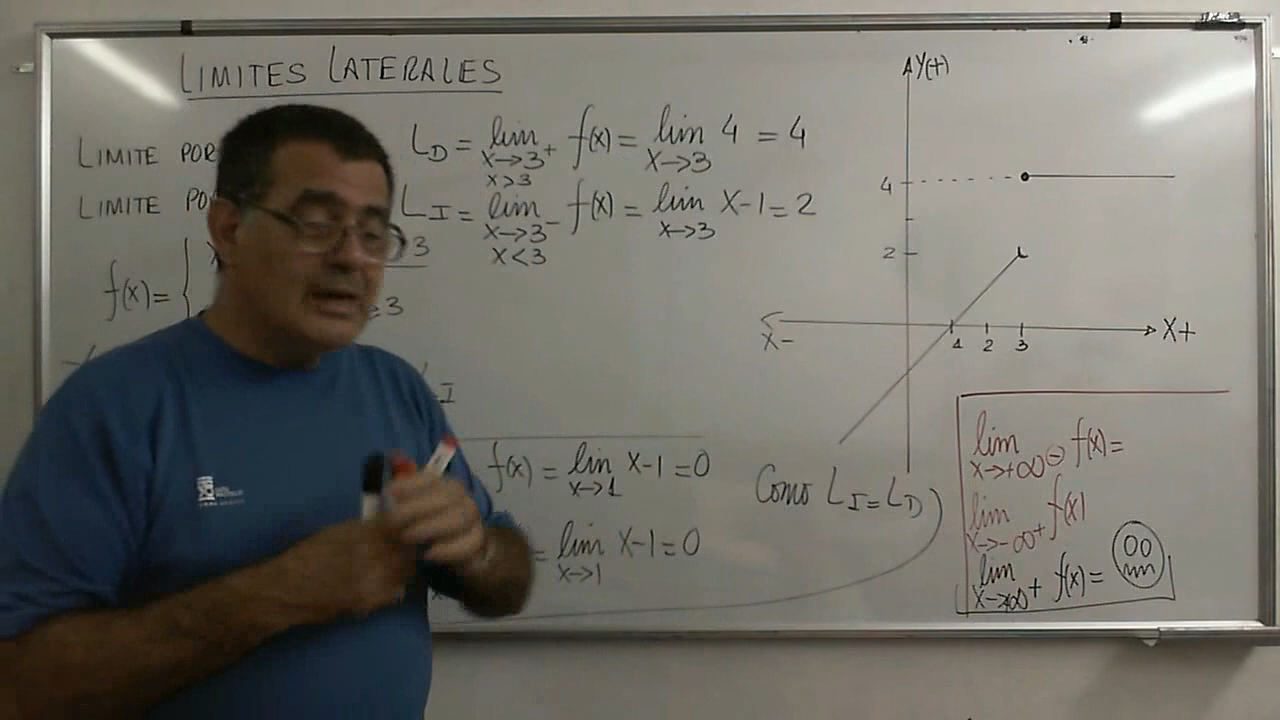 LIMITES LATERALES
LIMITE POR L_D = lim x→3⁺ x>3 f(x) = lim x→3 4 = 4
LIMITE PO L_I = lim x→3⁻ x<3 f(x) = lim x→3 X-1 = 2
f(x) = { 3
3
I
f(x) = lim x→1 X-1 = 0
= lim x→1 X-1 = 0
Como L_I = L_D
Y(+)
4
2
X- 1 2 3 X+
lim x→+∞⁻ f(x) =
lim x→-∞⁺ f(x)
lim x→+∞⁺ f(x) =